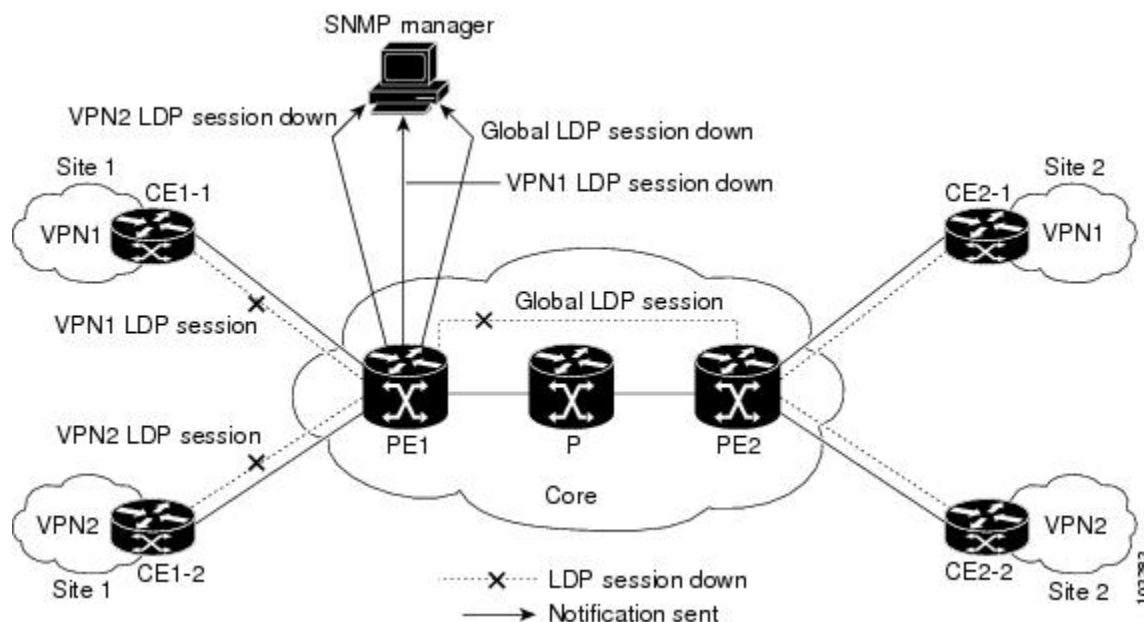 SNMP manager
VPN2 LDP session down
Global LDP session down
VPN1 LDP session down
Site 1
CE1-1
VPN1
VPN1 LDP session
Site 2
CE2-1
VPN1
Global LDP session
VPN2 LDP session
PE1
P
PE2
Core
VPN2
Site 1
CE1-2
VPN2
CE2-2
Site 2
LDP session down
Notification sent